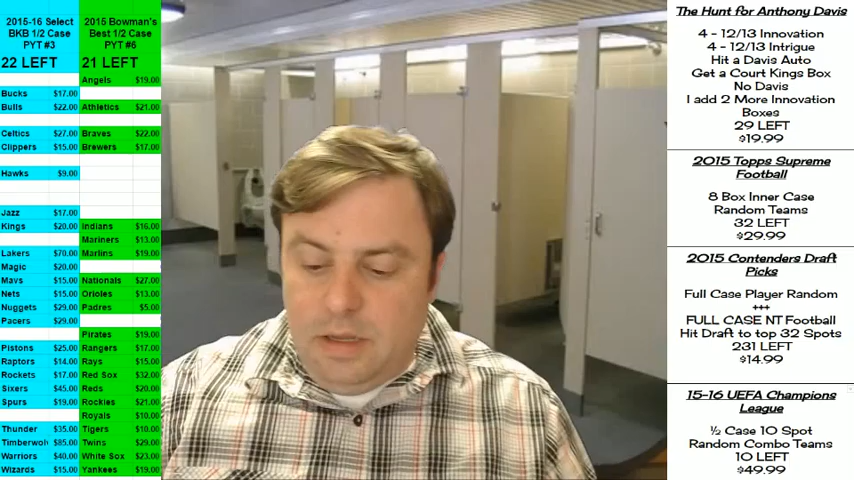 2015-16 Select
BKB 1/2 Case
PYT #3
22 LEFT
Bucks $17.00
Bulls $22.00
Celtics $27.00
Clippers $15.00
Hawks $9.00
Jazz $17.00
Kings $20.00
Lakers $70.00
Magic $20.00
Mavs $15.00
Nets $15.00
Nuggets $29.00
Pacers $29.00
Pistons $25.00
Raptors $14.00
Rockets $17.00
Sixers $45.00
Spurs $19.00
Thunder $35.00
Timberwol $85.00
Warriors $40.00
Wizards $15.00
2015 Bowman's
Best 1/2 Case
PYT #6
21 LEFT
Angels $19.00
Athletics $21.00
Braves $22.00
Brewers $17.00
Indians $16.00
Mariners $13.00
Marlins $19.00
Nationals $27.00
Orioles $13.00
Padres $5.00
Pirates $19.00
Rangers $17.00
Rays $15.00
Red Sox $32.00
Reds $20.00
Rockies $21.00
Royals $10.00
Tigers $10.00
Twins $29.00
White Sox $23.00
Yankees $19.00
The Hunt for Anthony Davis
4 - 12/13 Innovation
4 - 12/13 Intrigue
Hit a Davis Auto
Get a Court Kings Box
No Davis
I add 2 More Innovation
Boxes
29 LEFT
$19.99
2015 Topps Supreme
Football
8 Box Inner Case
Random Teams
32 LEFT
$29.99
2015 Contenders Draft
Picks
Full Case Player Random
+++
FULL CASE NT Football
Hit Draft to top 32 Spots
231 LEFT
$14.99
15-16 UEFA Champions
League
½ Case 10 Spot
Random Combo Teams
10 LEFT
$49.99